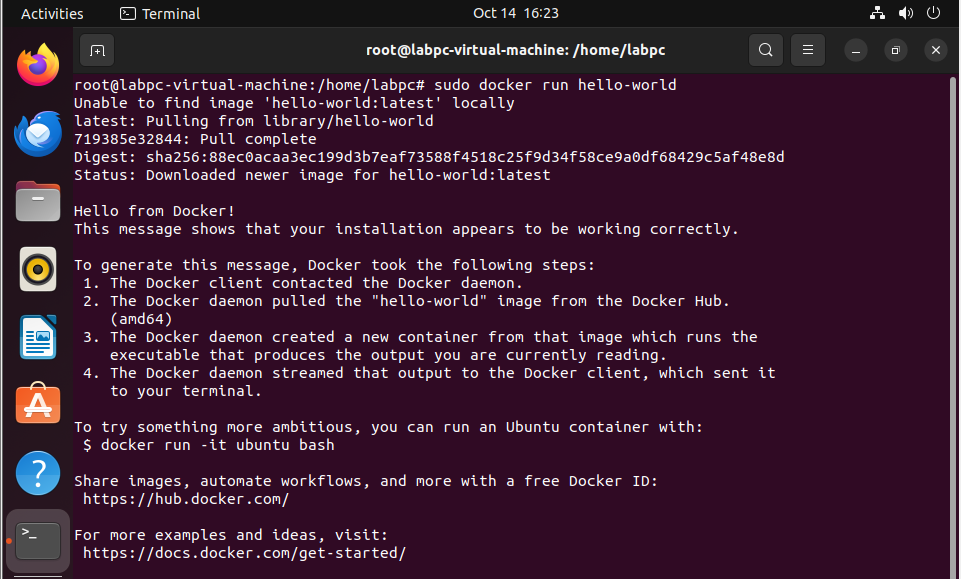 Activities
Terminal
Oct 14 16:23
root@labpc-virtual-machine: /home/labpc
root@labpc-virtual-machine:/home/labpc# sudo docker run hello-world
Unable to find image 'hello-world:latest' locally
latest: Pulling from library/hello-world
719385e32844: Pull complete
Digest: sha256:88ec0acaa3ec199d3b7eaf73588f4518c25f9d34f58ce9a0df68429c5af48e8d
Status: Downloaded newer image for hello-world:latest

Hello from Docker!
This message shows that your installation appears to be working correctly.

To generate this message, Docker took the following steps:
 1. The Docker client contacted the Docker daemon.
 2. The Docker daemon pulled the "hello-world" image from the Docker Hub.
    (amd64)
 3. The Docker daemon created a new container from that image which runs the
    executable that produces the output you are currently reading.
 4. The Docker daemon streamed that output to the Docker client, which sent it
    to your terminal.

To try something more ambitious, you can run an Ubuntu container with:
 $ docker run -it ubuntu bash

Share images, automate workflows, and more with a free Docker ID:
 https://hub.docker.com/

For more examples and ideas, visit:
 https://docs.docker.com/get-started/